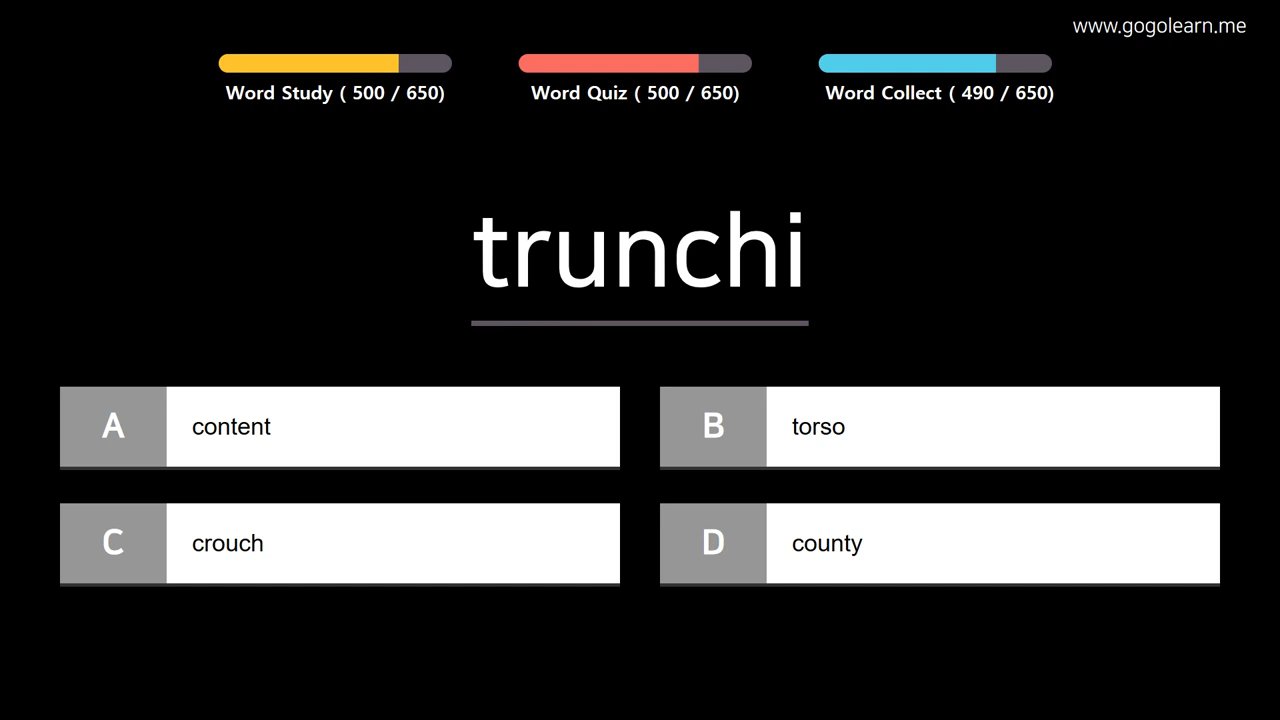 www.gogolearn.me
Word Study ( 500 / 650)
Word Quiz ( 500 / 650)
Word Collect ( 490 / 650)
trunchi
A content
B torso
C crouch
D county